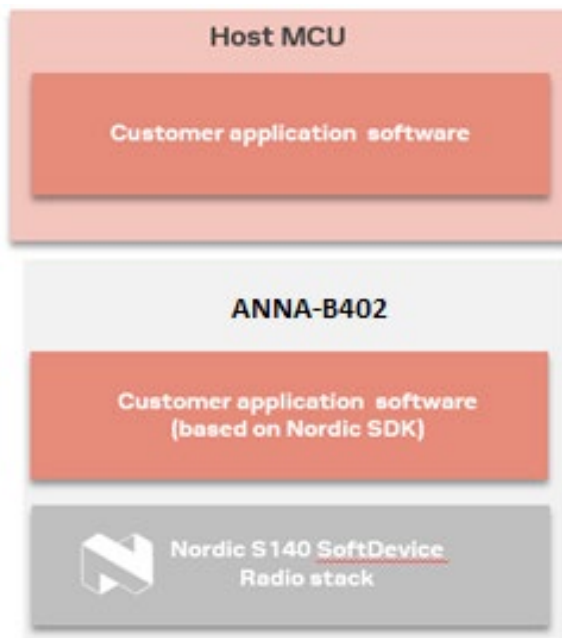 Host MCU
Customer application software
ANNA-B402
Customer application software
(based on Nordic SDK)
Nordic S140 SoftDevice
Radio stack